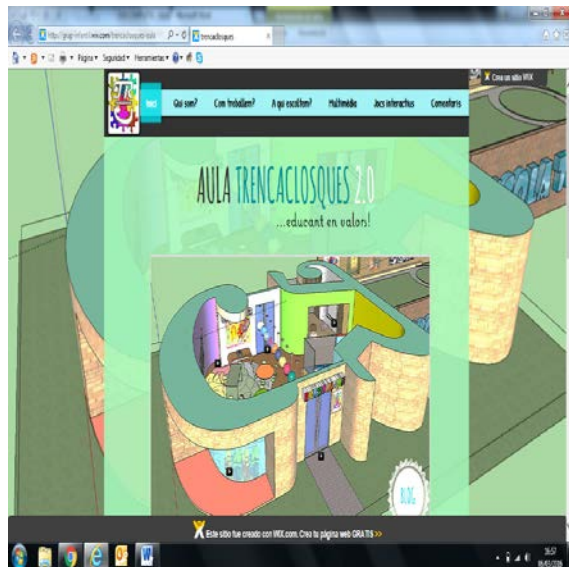 trencaclosques
Página Seguridad Herramientas
Crea un sitio WIX
Inici Qui som? Com treballem? A qui escoltem? Multimèdia Jocs interactius Comentaris
AULA TRENCACLOSQUES 2.0
...educant en valors!
BLOG
Este sitio fue creado con WIX.com. Crea tu página web GRATIS >>
16:57